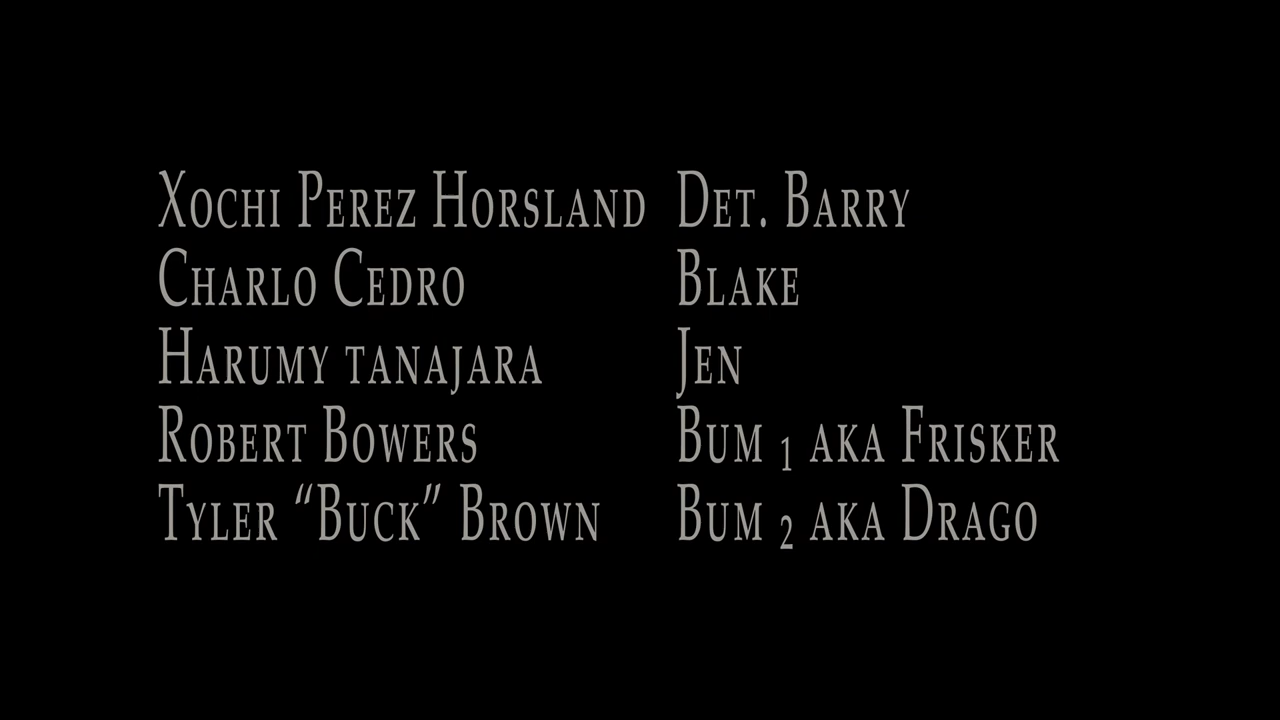 Xochi Perez Horsland Det. Barry
Charlo Cedro Blake
Harumy tanajara Jen
Robert Bowers Bum 1 aka Frisker
Tyler “Buck” Brown Bum 2 aka Drago